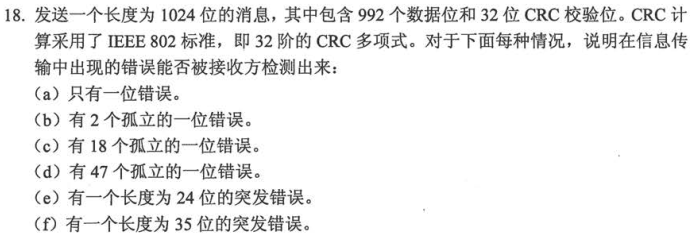 18. 发送一个长度为 1024 位的消息，其中包含 992 个数据位和 32 位 CRC 校验位。CRC 计
算采用了 IEEE 802 标准，即 32 阶的 CRC 多项式。对于下面每种情况，说明在信息传
输中出现的错误能否被接收方检测出来：
（a）只有一位错误。
（b）有 2 个孤立的一位错误。
（c）有 18 个孤立的一位错误。
（d）有 47 个孤立的一位错误。
（e）有一个长度为 24 位的突发错误。
（f）有一个长度为 35 位的突发错误。